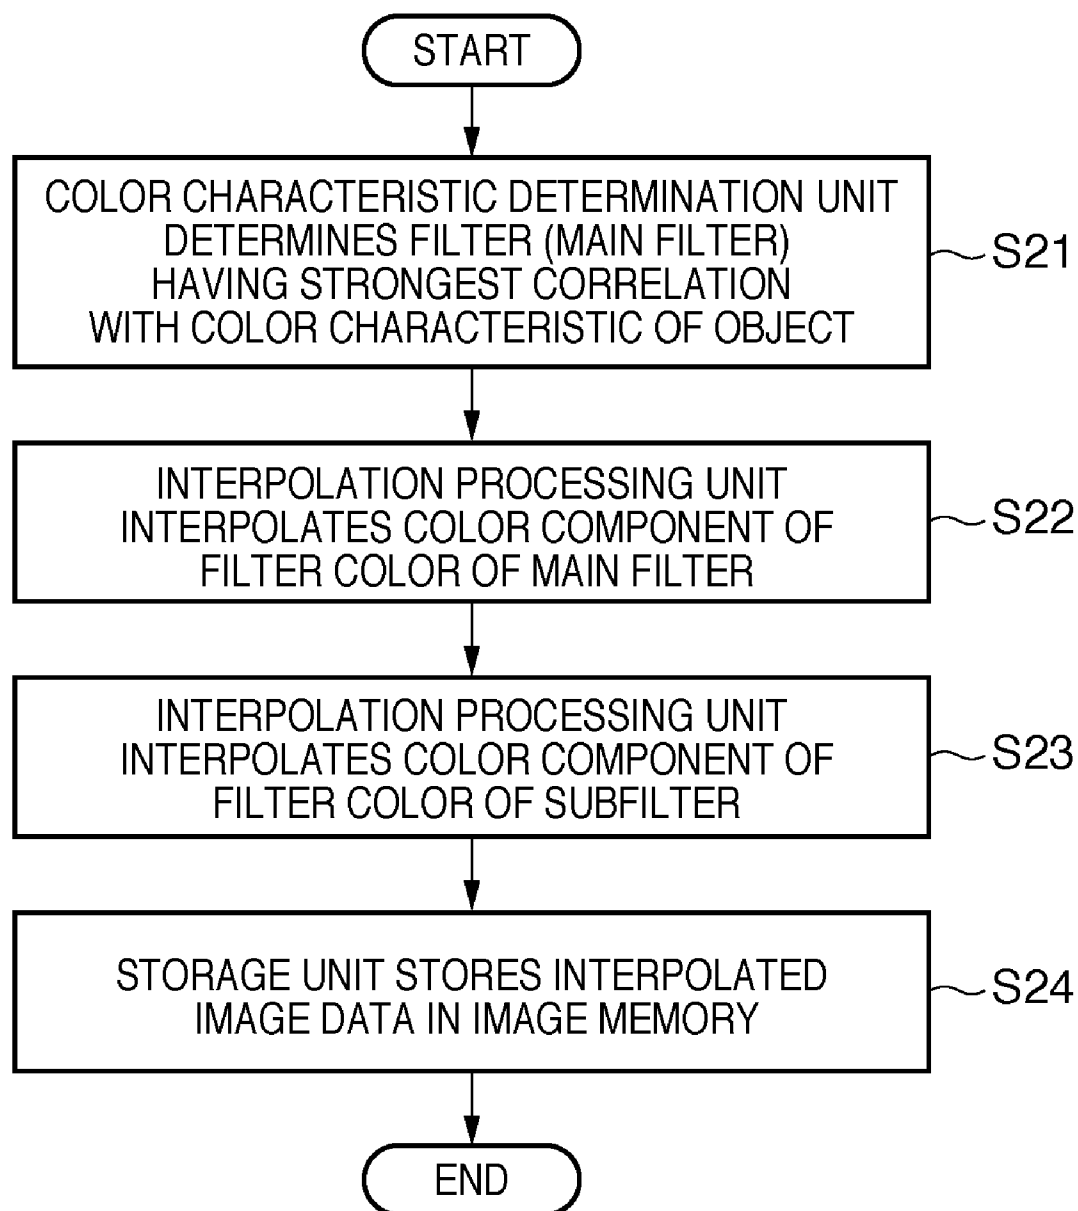 START
COLOR CHARACTERISTIC DETERMINATION UNIT
DETERMINES FILTER (MAIN FILTER)
HAVING STRONGEST CORRELATION
WITH COLOR CHARACTERISTIC OF OBJECT
S21
INTERPOLATION PROCESSING UNIT
INTERPOLATES COLOR COMPONENT OF
FILTER COLOR OF MAIN FILTER
S22
INTERPOLATION PROCESSING UNIT
INTERPOLATES COLOR COMPONENT OF
FILTER COLOR OF SUBFILTER
S23
STORAGE UNIT STORES INTERPOLATED
IMAGE DATA IN IMAGE MEMORY
S24
END